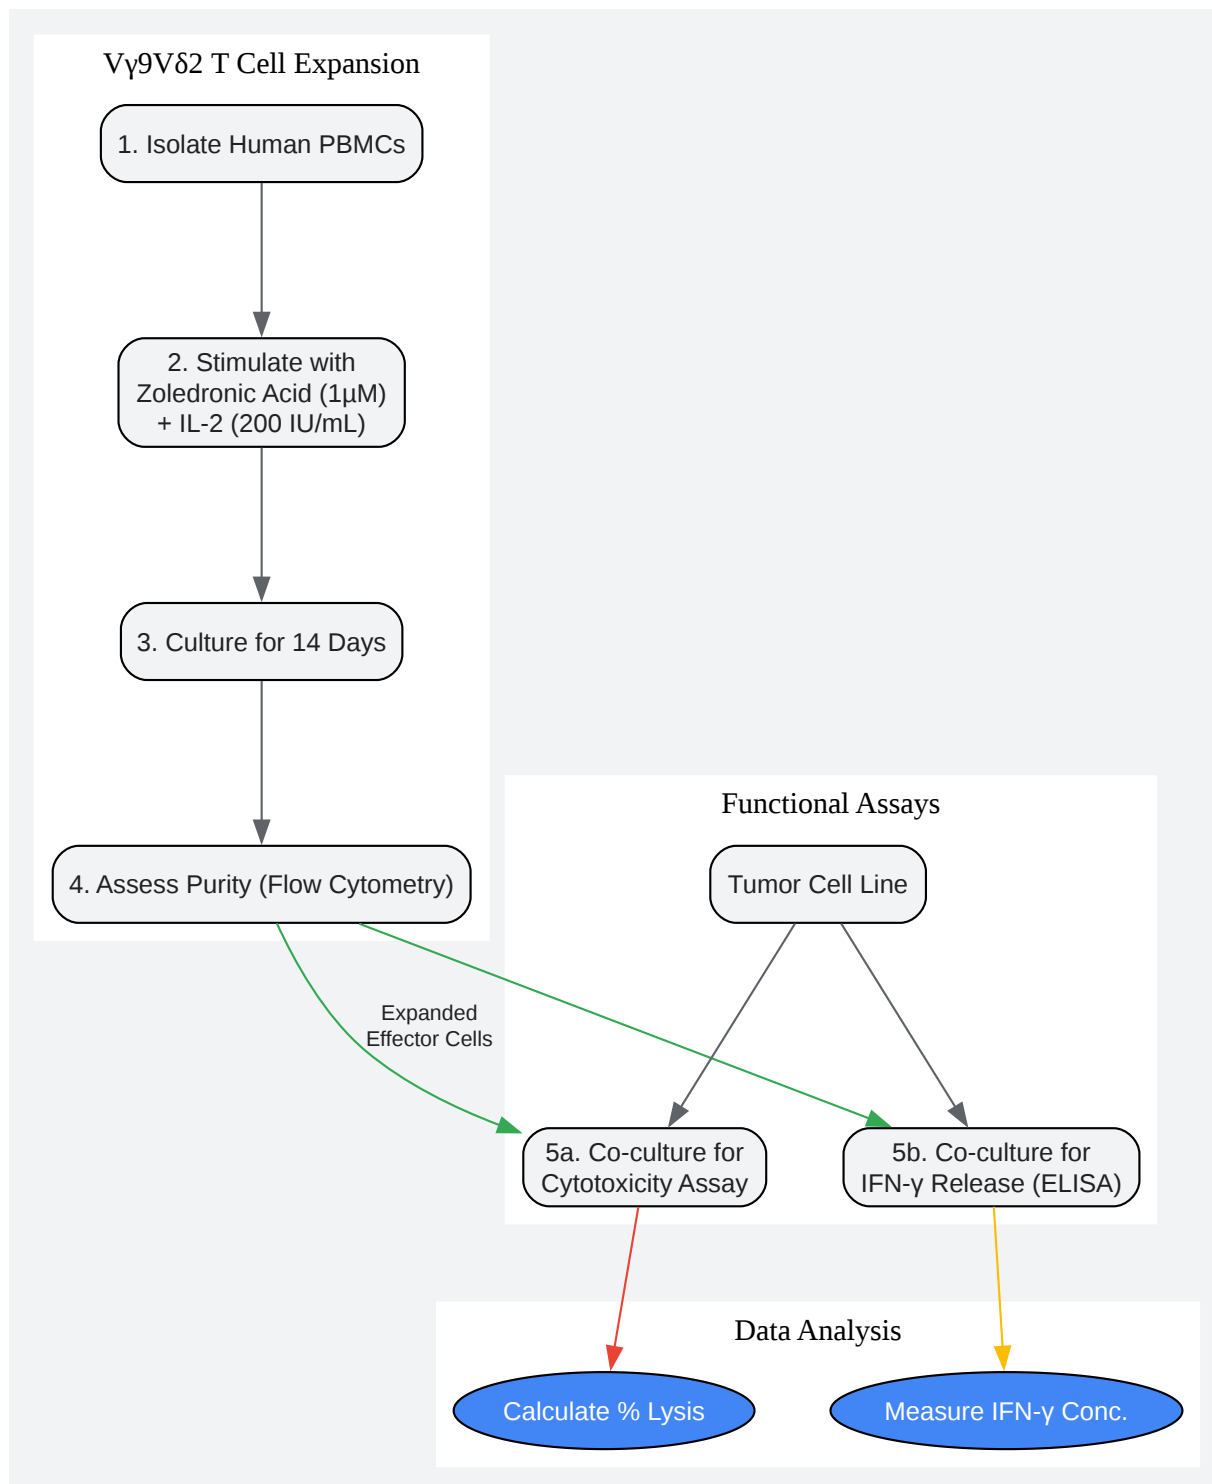 Vγ9Vδ2 T Cell Expansion
1. Isolate Human PBMCs
2. Stimulate with
Zoledronic Acid (1µM)
+ IL-2 (200 IU/mL)
3. Culture for 14 Days
4. Assess Purity (Flow Cytometry)
Functional Assays
Tumor Cell Line
Expanded
Effector Cells
5a. Co-culture for
Cytotoxicity Assay
5b. Co-culture for
IFN-γ Release (ELISA)
Data Analysis
Calculate % Lysis
Measure IFN-γ Conc.